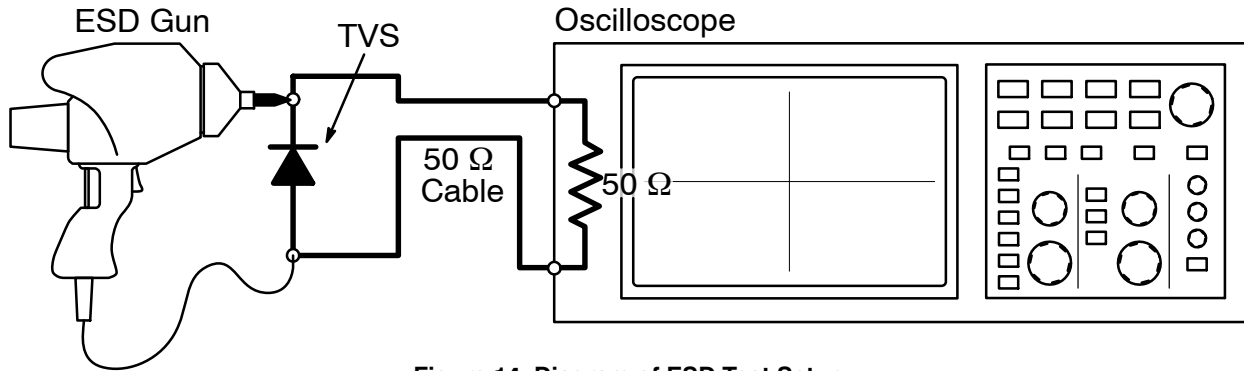 ESD Gun
TVS
Oscilloscope
50 Ω
Cable
50 Ω
Figure 14. Diagram of ESD Test Setup